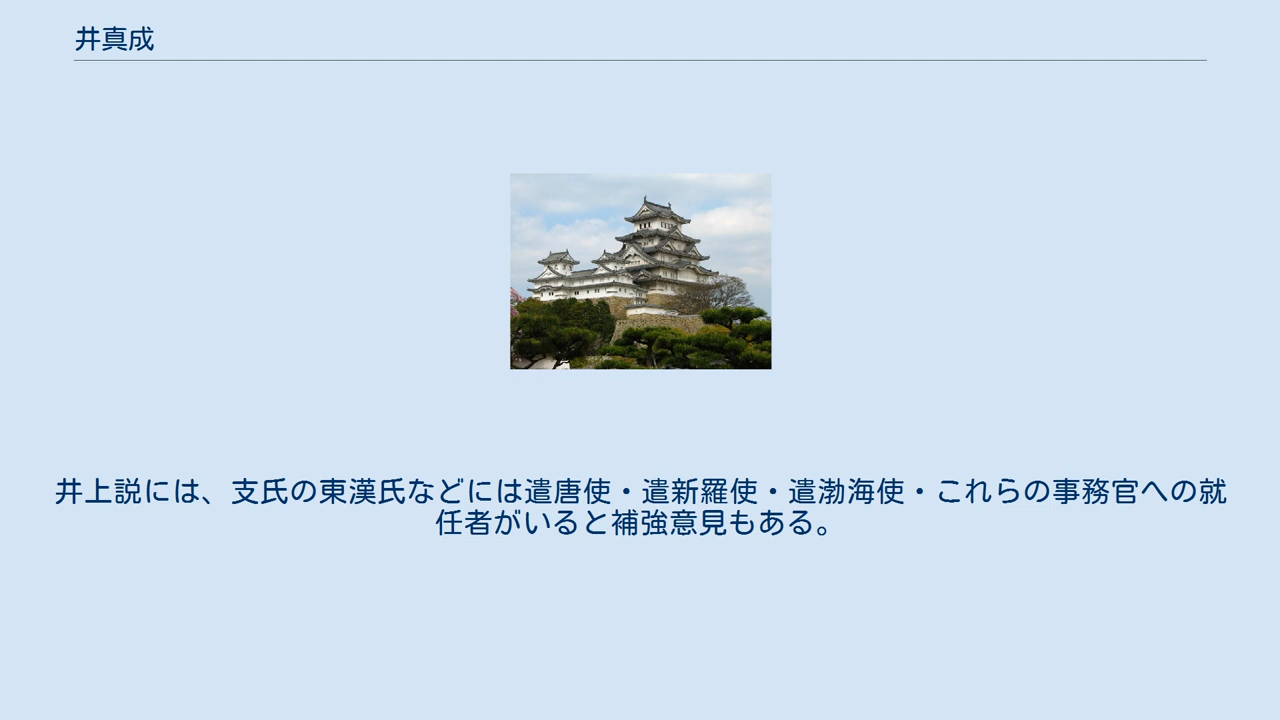 井真成
井上説には、支氏の東漢氏などには遣唐使・遣新羅使・遣渤海使・これらの事務官への就
任者がいると補強意見もある。